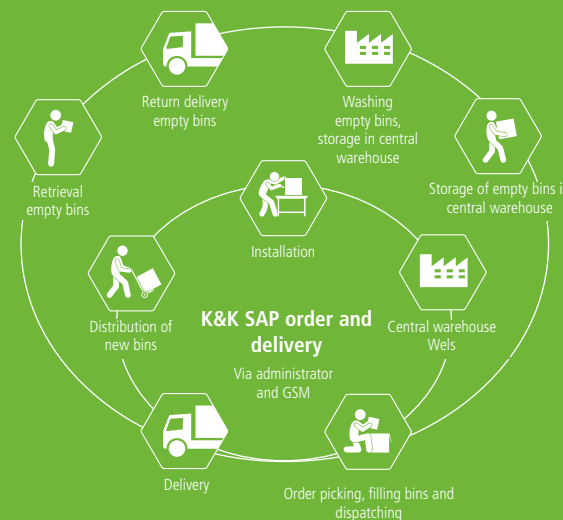 Return delivery
empty bins
Washing
empty bins,
storage in central
warehouse
Retrieval
empty bins
Storage of empty bins i
central warehouse
Installation
Distribution of
new bins
K&K SAP order and
delivery
Via administrator
and GSM
Central warehouse
Wels
Delivery
Order picking, filling bins and
dispatching